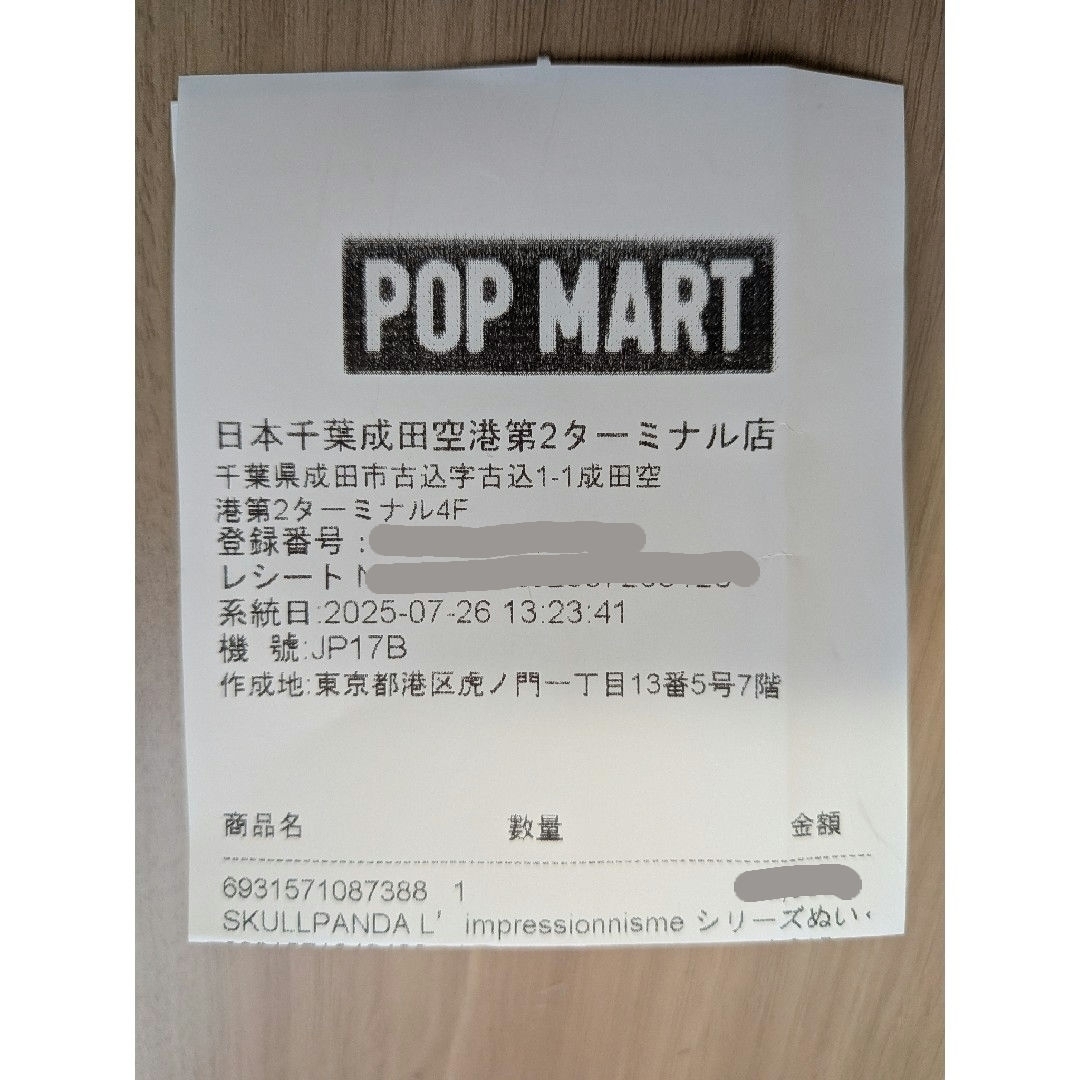 POP MART
日本千葉成田空港第2ターミナル店
千葉県成田市古込字古込1-1成田空
港第2ターミナル4F
登録番号:
レシート
系統日:2025-07-26 13:23:41
機 號:JP17B
作成地:東京都港区虎ノ門一丁目13番5号7階
商品名 數量 金額
6931571087388 1
SKULLPANDA L' impressionnisme シリーズぬい